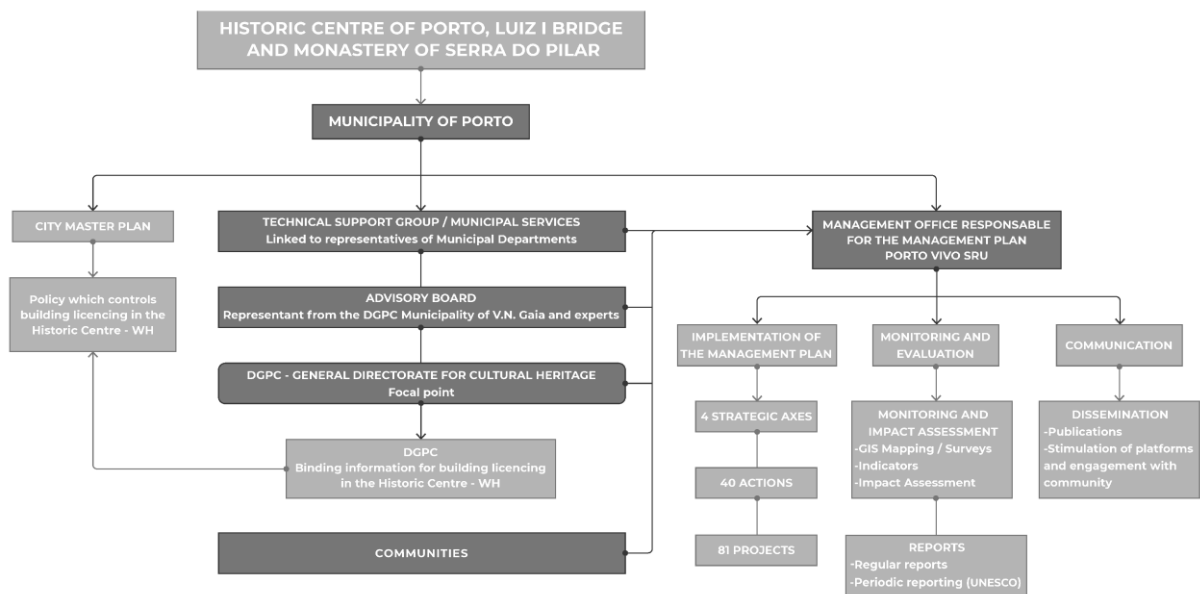 HISTORIC CENTRE OF PORTO, LUIZ I BRIDGE
AND MONASTERY OF SERRA DO PILAR
MUNICIPALITY OF PORTO
CITY MASTER PLAN
Policy which controls
building licencing in the
Historic Centre - WH
TECHNICAL SUPPORT GROUP / MUNICIPAL SERVICES
Linked to representatives of Municipal Departments
ADVISORY BOARD
Representant from the DGPC Municipality of V.N. Gaia and experts
DGPC - GENERAL DIRECTORATE FOR CULTURAL HERITAGE
Focal point
DGPC
Binding information for building licencing
in the Historic Centre - WH
COMMUNITIES
MANAGEMENT OFFICE RESPONSABLE
FOR THE MANAGEMENT PLAN
PORTO VIVO SRU
IMPLEMENTATION OF
THE MANAGEMENT PLAN
4 STRATEGIC AXES
40 ACTIONS
81 PROJECTS
MONITORING AND
EVALUATION
MONITORING AND
IMPACT ASSESSMENT
-GIS Mapping / Surveys
-Indicators
-Impact Assessment
REPORTS
-Regular reports
-Periodic reporting (UNESCO)
COMMUNICATION
DISSEMINATION
-Publications
-Stimulation of platforms
and engagement with
community